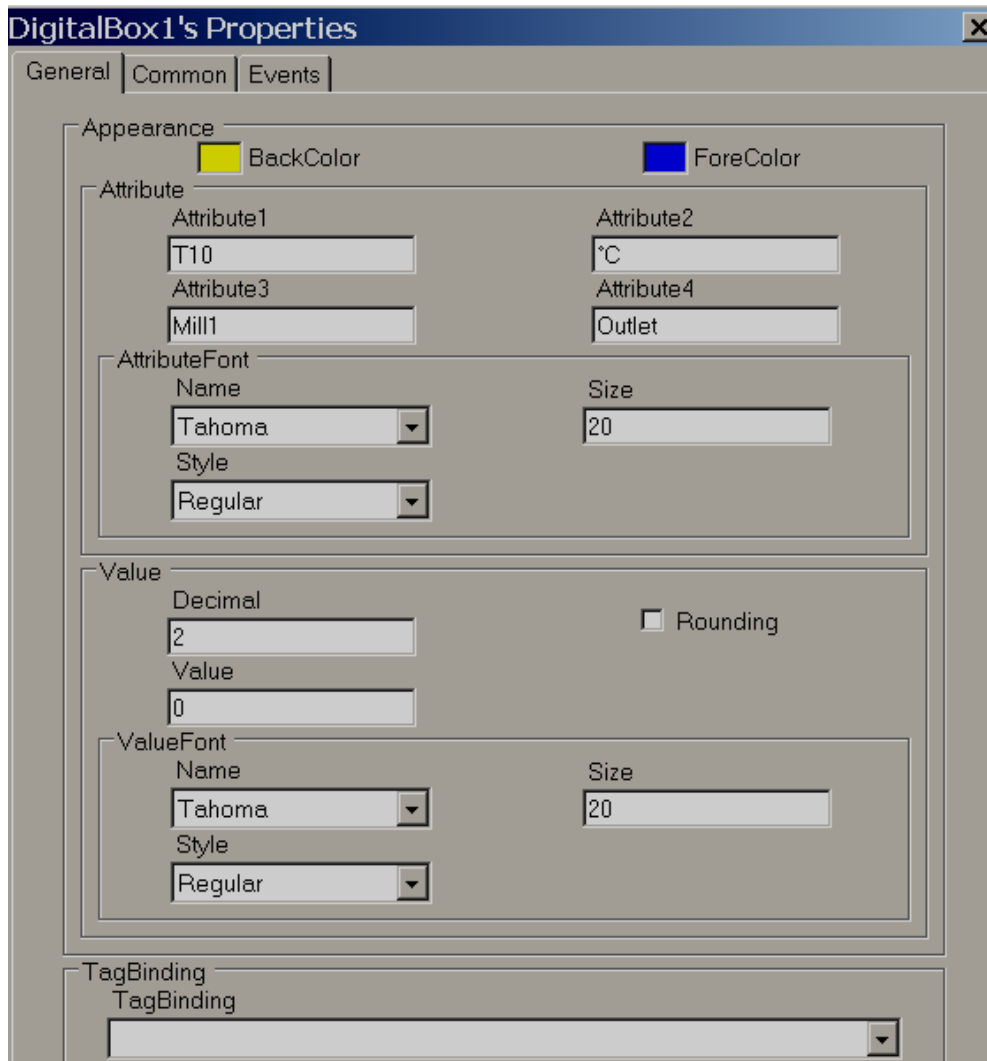 DigitalBox1's Properties
General Common Events
Appearance
BackColor ForeColor
Attribute
Attribute1 Attribute2
T10 °C
Attribute3 Attribute4
Mill1 Outlet
AttributeFont
Name Size
Tahoma 20
Style
Regular
Value
Decimal
2 Rounding
Value
0
ValueFont
Name Size
Tahoma 20
Style
Regular
TagBinding
TagBinding